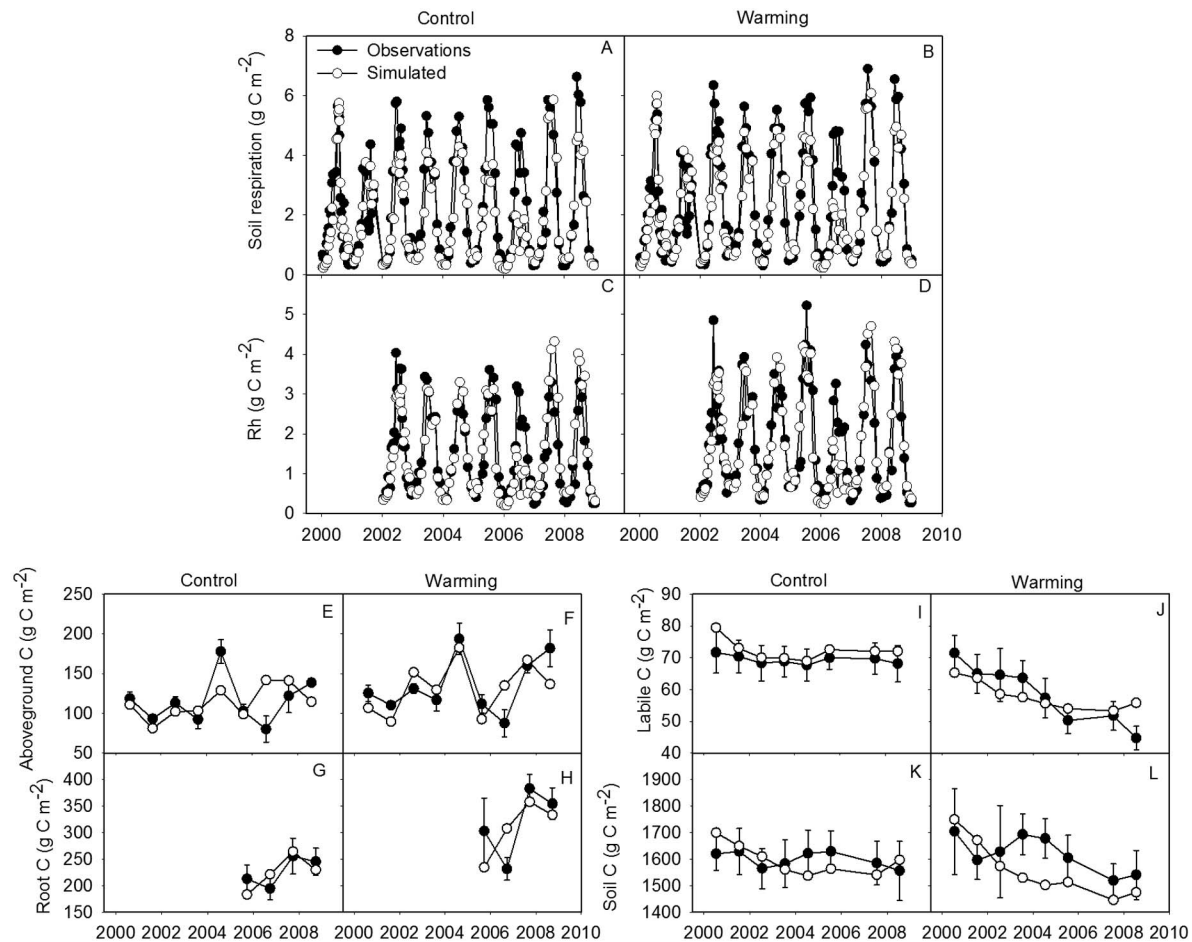 Control Warming
Soil respiration (g C m⁻²)
8
6
4
2
0
Observations
Simulated
A
B
Rh (g C m⁻²)
5
4
3
2
1
0
C
D
2000 2002 2004 2006 2008 2000 2002 2004 2006 2008 2010
Control Warming
Aboveground C (g C m⁻²)
250
200
150
100
50
E
F
Root C (g C m⁻²)
400
350
300
250
200
150
G
H
2000 2002 2004 2006 2008 2000 2002 2004 2006 2008 2010
Control Warming
Labile C (g C m⁻²)
90
80
70
60
50
40
I
J
Soil C (g C m⁻²)
1900
1800
1700
1600
1500
1400
K
L
2000 2002 2004 2006 2008 2000 2002 2004 2006 2008 2010